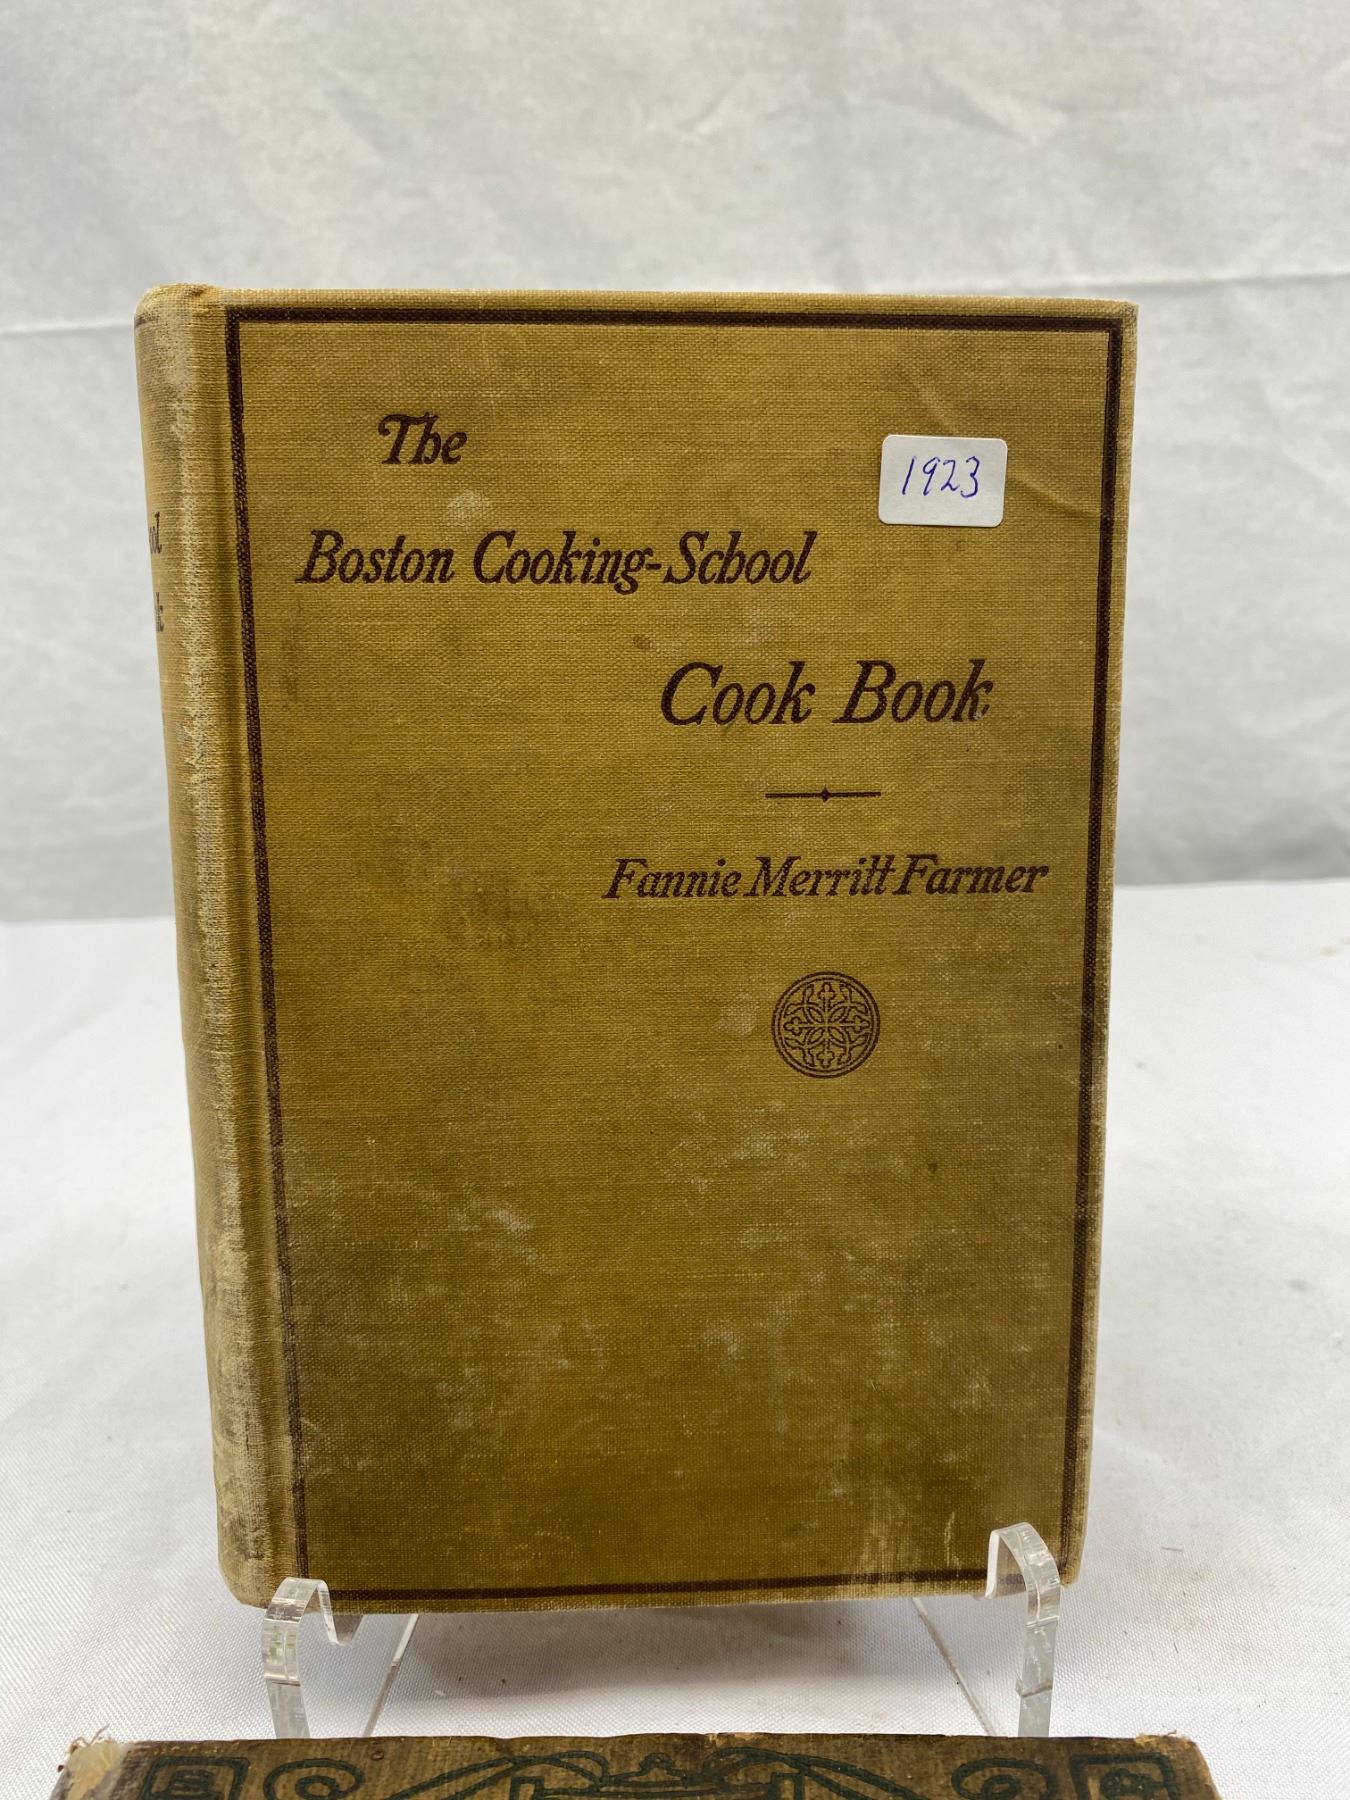 The
1923
Boston Cooking-School
Cook Book
Fannie Merritt Farmer